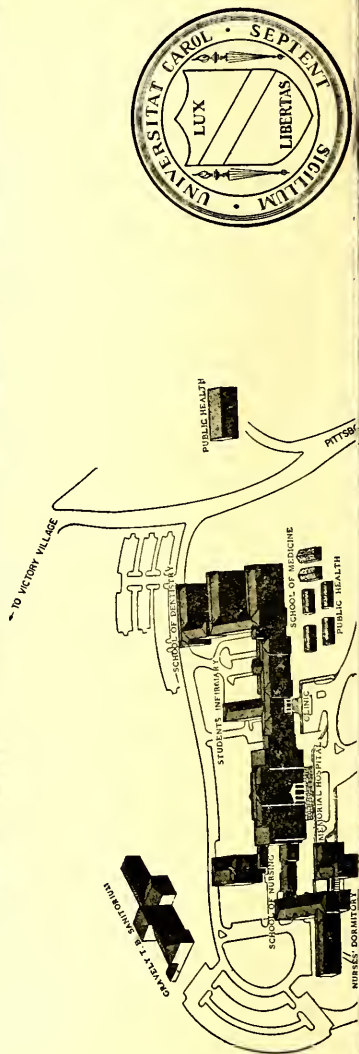 UNIVERSITAT CAROL • SEPTENT
SIGILLUM •
LUX
LIBERTAS
← TO VICTORY VILLAGE
PUBLIC HEALTH
PITTSBO
SCHOOL OF DENTISTRY
STUDENTS INFIRMARY
SCHOOL OF MEDICINE
PUBLIC HEALTH
CLINIC
MEMORIAL HOSPITAL
SCHOOL OF NURSING
GRAVELY T. B. SANITORIUM
NURSES' DORMITORY